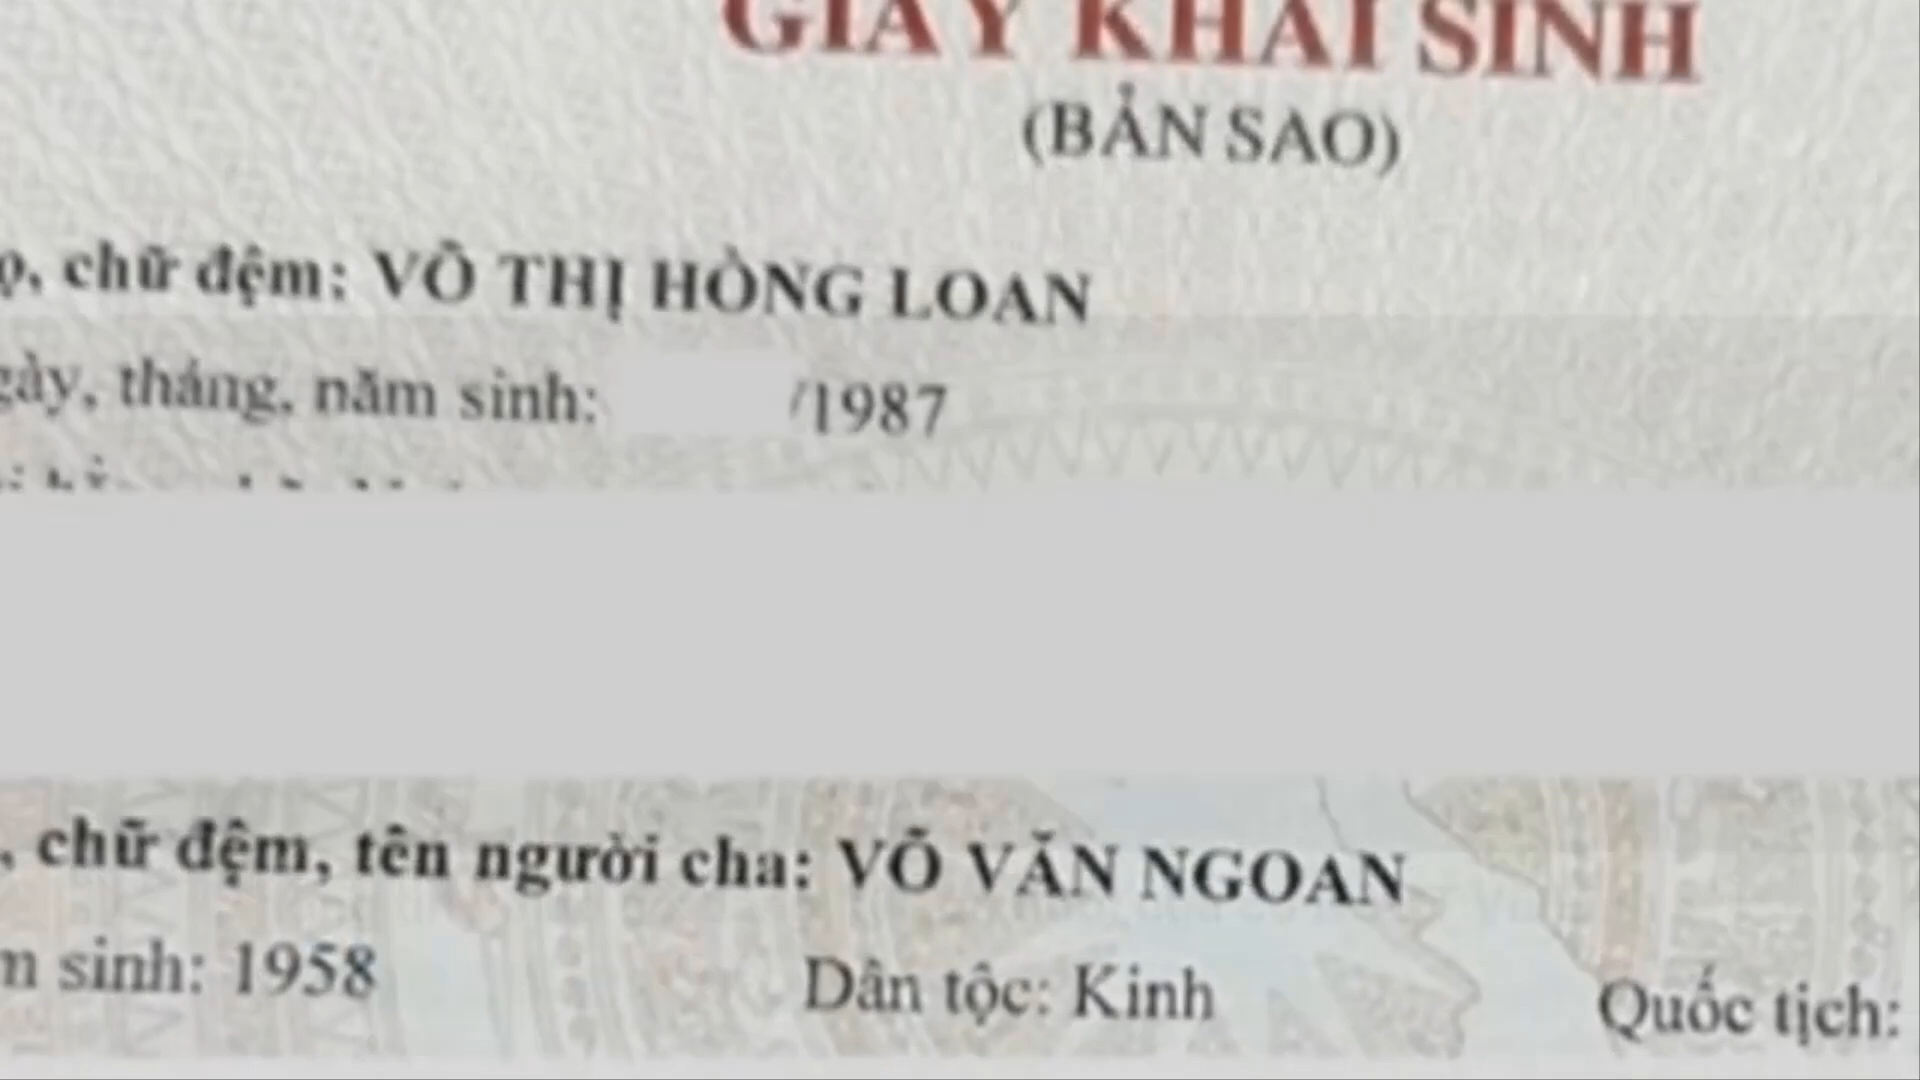 GIẤY KHAI SINH
(BẢN SAO)
ọ, chữ đệm: VÕ THỊ HỒNG LOAN
gày, tháng, năm sinh: /1987
, chữ đệm, tên người cha: VÕ VĂN NGOAN
m sinh: 1958 Dân tộc: Kinh Quốc tịch: